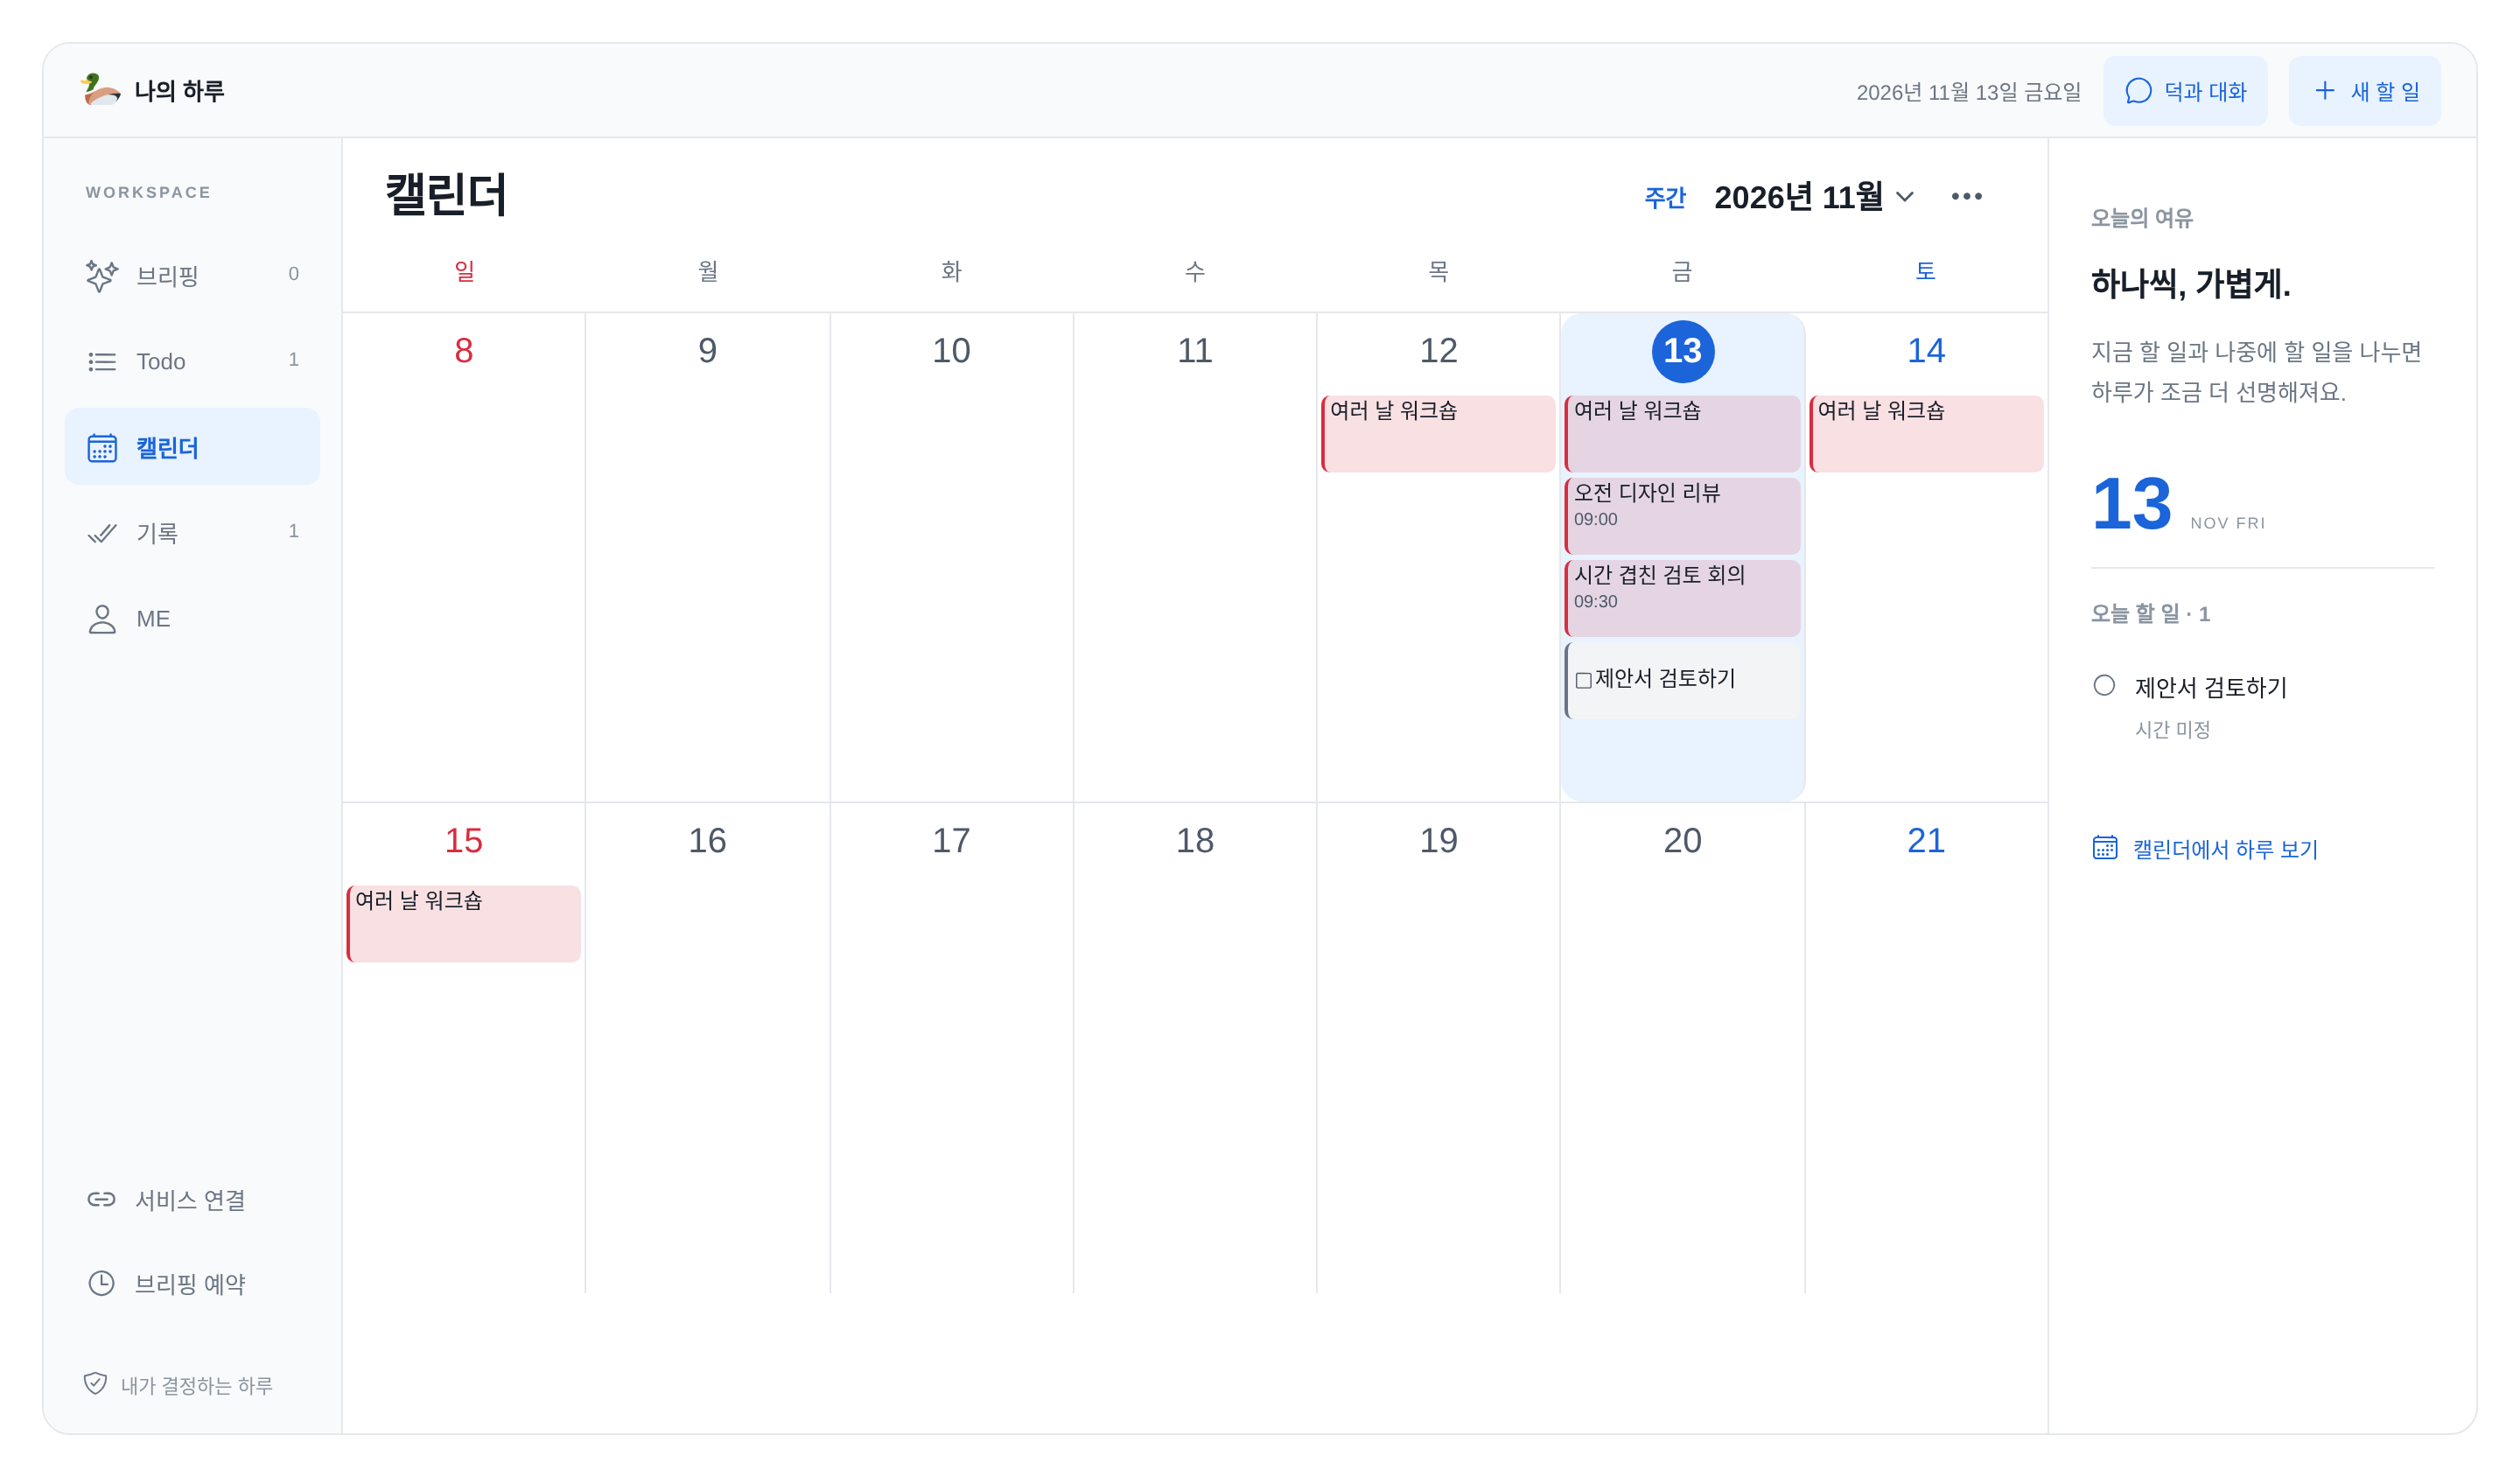 나의 하루
2026년 11월 13일 금요일
덕과 대화
새 할 일
WORKSPACE
브리핑 0
Todo 1
캘린더
기록 1
ME
서비스 연결
브리핑 예약
내가 결정하는 하루
캘린더
주간
2026년 11월
일 월 화 수 목 금 토
8 9 10 11 12 13 14
여러 날 워크숍 여러 날 워크숍 여러 날 워크숍
오전 디자인 리뷰
09:00
시간 겹친 검토 회의
09:30
제안서 검토하기
15 16 17 18 19 20 21
여러 날 워크숍
오늘의 여유
하나씩, 가볍게.
지금 할 일과 나중에 할 일을 나누면
하루가 조금 더 선명해져요.
13 NOV FRI
오늘 할 일 · 1
제안서 검토하기
시간 미정
캘린더에서 하루 보기